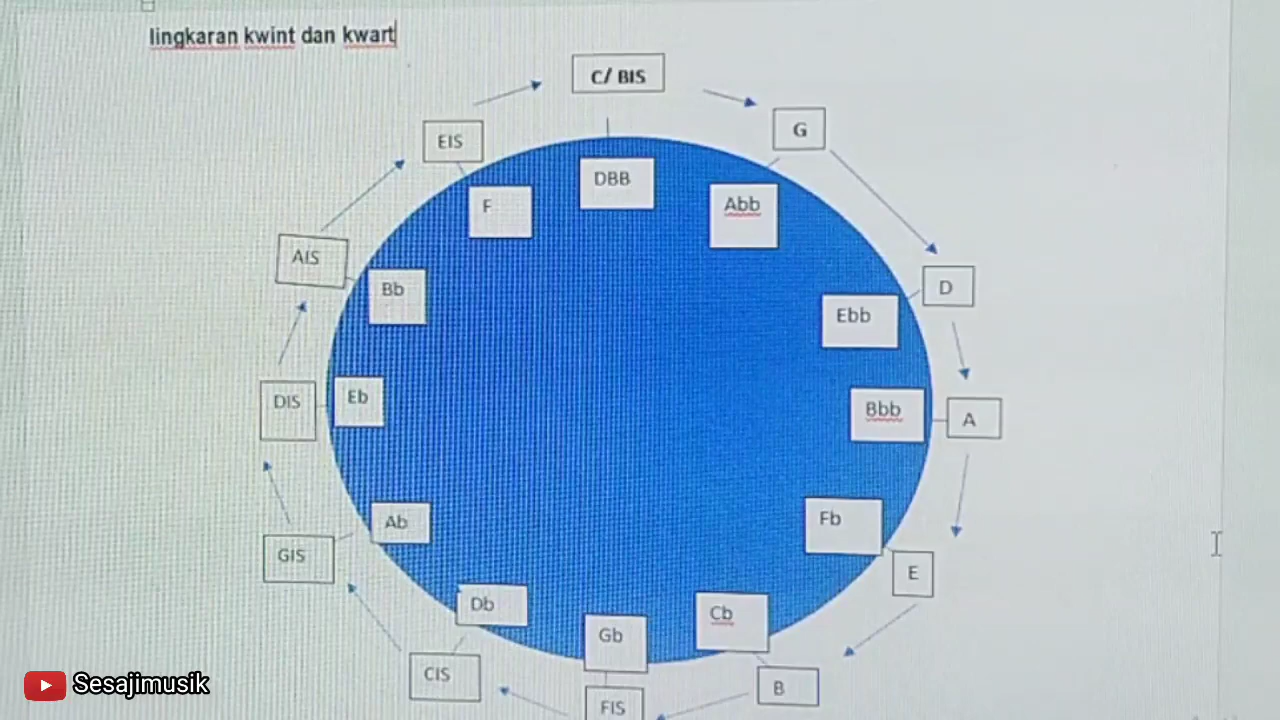 lingkaran kwint dan kwart
C/ BIS
G
EIS
DBB
Abb
F
AIS
Bb
D
Ebb
DIS
Eb
Bbb
A
Ab
Fb
GIS
E
Db
Cb
Gb
CIS
B
FIS
Sesajimusik